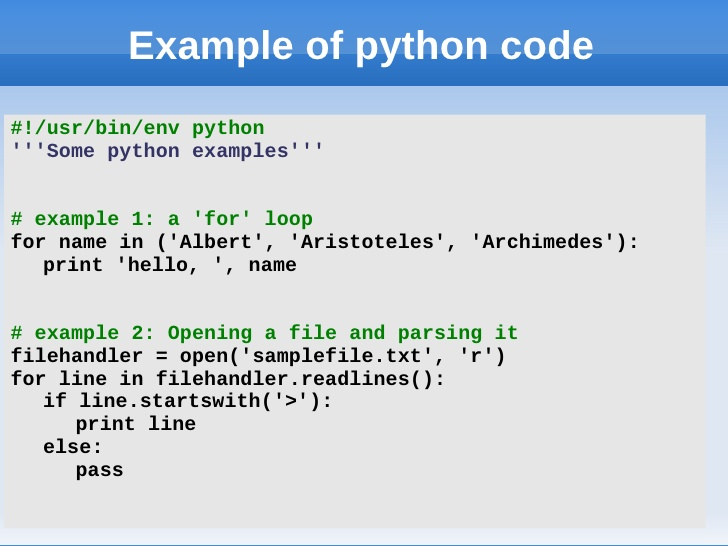 Example of python code
#!/usr/bin/env python
'''Some python examples'''
# example 1: a 'for' loop
for name in ('Albert', 'Aristoteles', 'Archimedes'):
print 'hello, ', name
# example 2: Opening a file and parsing it
filehandler = open('samplefile.txt', 'r')
for line in filehandler.readlines():
if line.startswith('>'):
print line
else:
pass